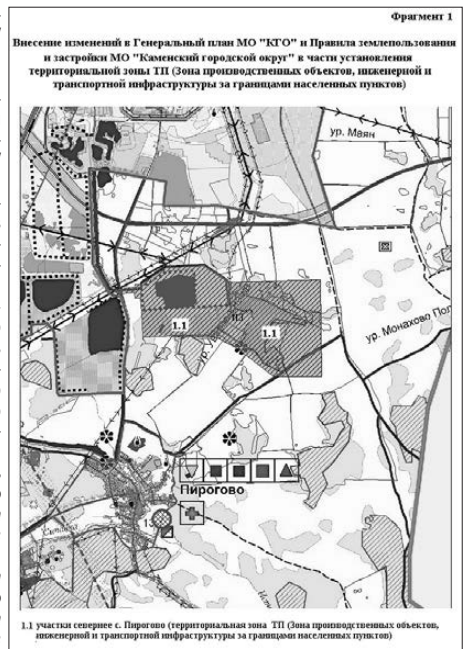 Фрагмент 1
Внесение изменений в Генеральный план МО "КГО" и Правила землепользования
и застройки МО "Каменский городской округ" в части установления
территориальной зоны ТП (Зона производственных объектов, инженерной и
транспортной инфраструктуры за границами населенных пунктов)
ур. Маян
1.1
1.1
ур. Монахово
Пирогово
1.1 участки севернее с. Пирогово (территориальная зона ТП (Зона производственных объектов,
инженерной и транспортной инфраструктуры за границами населенных пунктов)